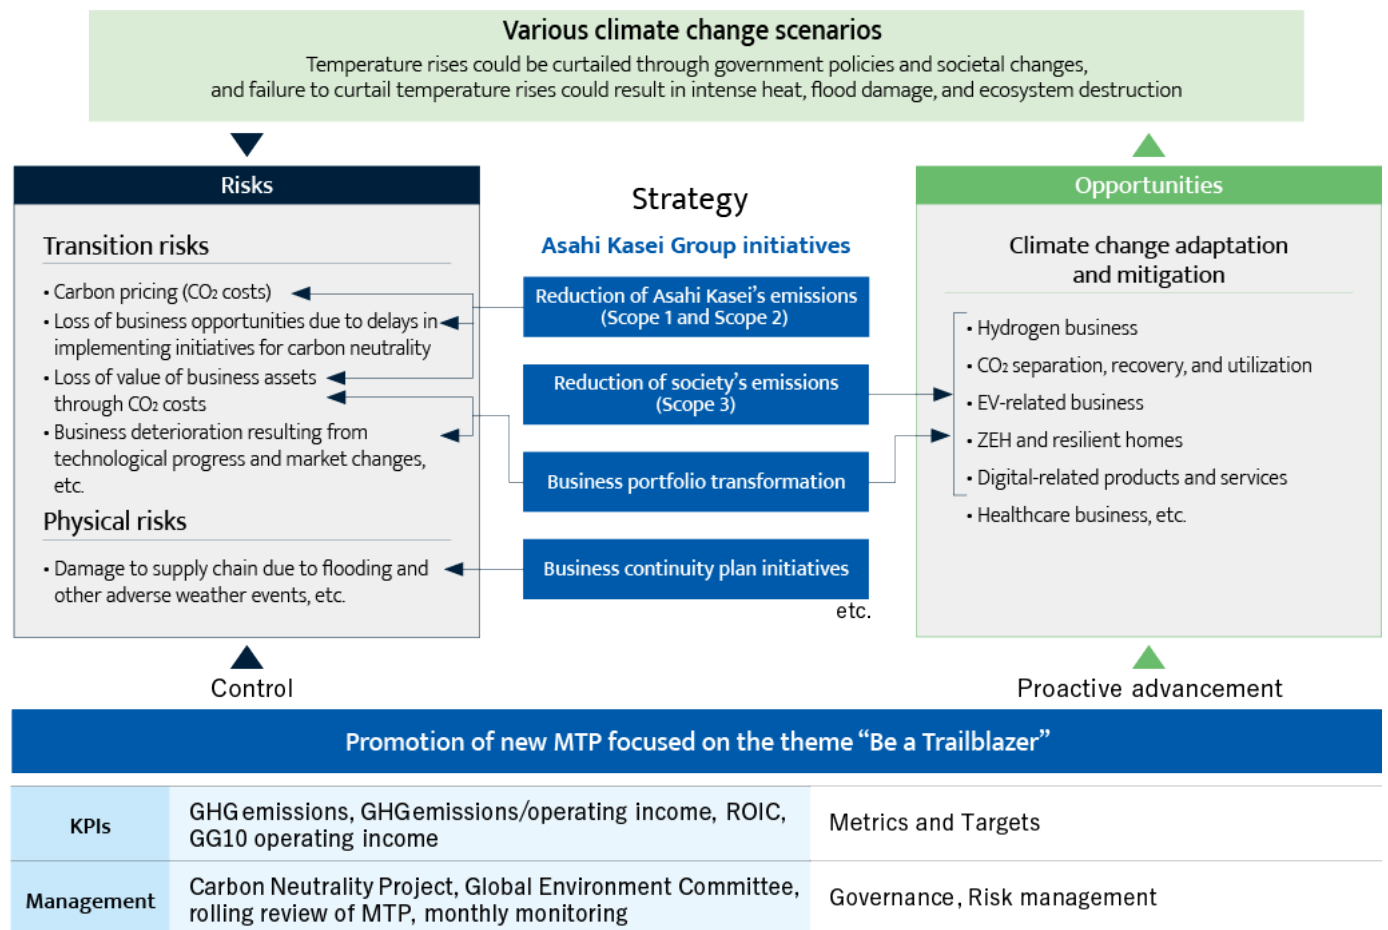 Various climate change scenarios
Temperature rises could be curtailed through government policies and societal changes,
and failure to curtail temperature rises could result in intense heat, flood damage, and ecosystem destruction
Risks
Transition risks
• Carbon pricing (CO₂ costs)
• Loss of business opportunities due to delays in
implementing initiatives for carbon neutrality
• Loss of value of business assets
through CO₂ costs
• Business deterioration resulting from
technological progress and market changes,
etc.
Physical risks
• Damage to supply chain due to flooding and
other adverse weather events, etc.
Control
Strategy
Asahi Kasei Group initiatives
Reduction of Asahi Kasei's emissions
(Scope 1 and Scope 2)
Reduction of society's emissions
(Scope 3)
Business portfolio transformation
Business continuity plan initiatives
etc.
Opportunities
Climate change adaptation
and mitigation
• Hydrogen business
• CO₂ separation, recovery, and utilization
• EV-related business
• ZEH and resilient homes
• Digital-related products and services
• Healthcare business, etc.
Proactive advancement
Promotion of new MTP focused on the theme “Be a Trailblazer”
KPIs
GHG emissions, GHG emissions/operating income, ROIC,
GG10 operating income
Metrics and Targets
Management
Carbon Neutrality Project, Global Environment Committee,
rolling review of MTP, monthly monitoring
Governance, Risk management